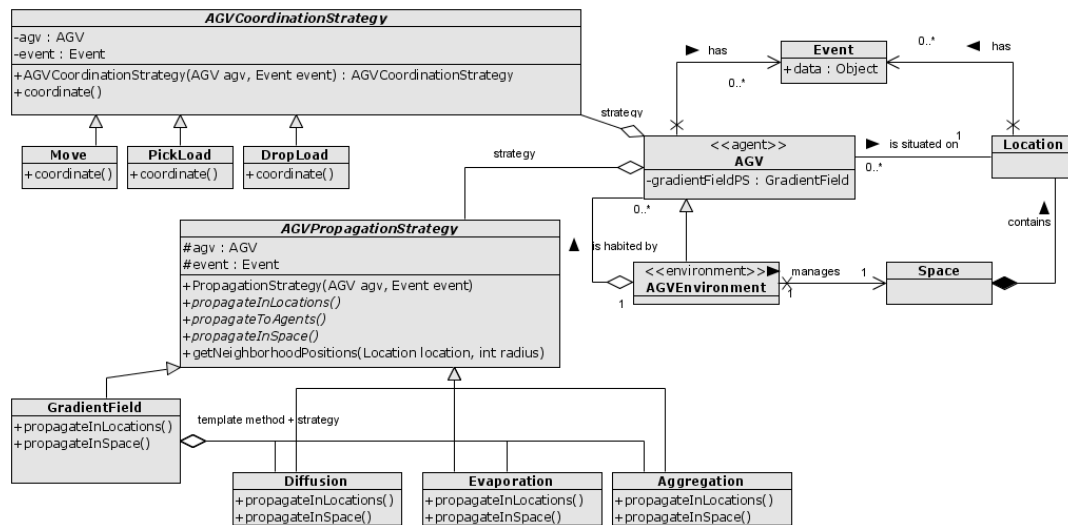 AGVCoordinationStrategy
-agv : AGV
-event : Event
+AGVCoordinationStrategy(AGV agv, Event event) : AGVCoordinationStrategy
+coordinate()
Move
+coordinate()
PickLoad
+coordinate()
DropLoad
+coordinate()
strategy
strategy
has
0..*
Event
+data : Object
0..*
has
<<agent>>
AGV
-gradientFieldPS : GradientField
is situated on
1
0..*
Location
0..*
is habited by
contains
<<environment>>
AGVEnvironment
1
manages
1
1
Space
AGVPropagationStrategy
#agv : AGV
#event : Event
+PropagationStrategy(AGV agv, Event event)
+propagateInLocations()
+propagateToAgents()
+propagateInSpace()
+getNeighborhoodPositions(Location location, int radius)
GradientField
+propagateInLocations()
+propagateInSpace()
template method + strategy
Diffusion
+propagateInLocations()
+propagateInSpace()
Evaporation
+propagateInLocations()
+propagateInSpace()
Aggregation
+propagateInLocations()
+propagateInSpace()